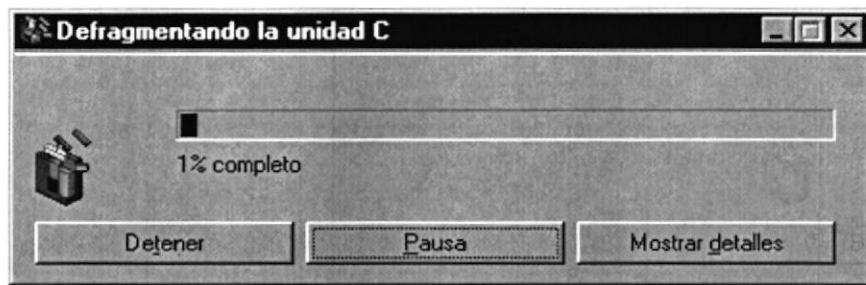 Defragmentando la unidad C
1% completo
Detener
Pausa
Mostrar detalles